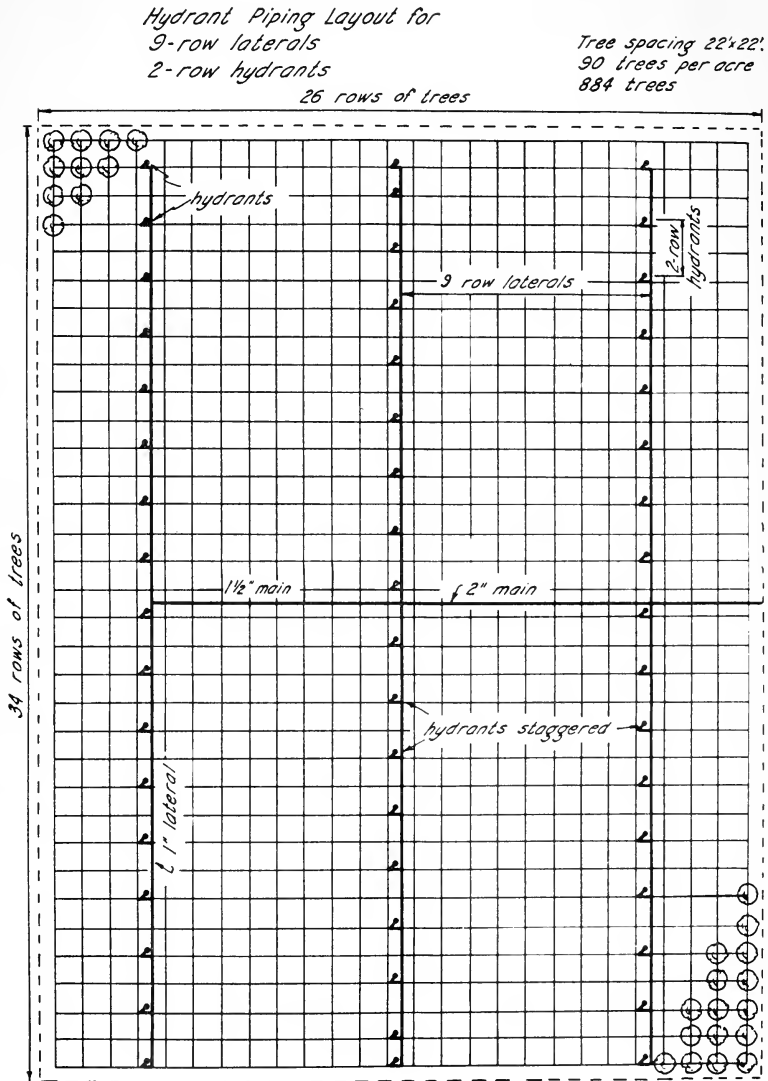 Hydrant Piping Layout for
9-row laterals
2-row hydrants
Tree spacing 22'x22'.
90 trees per acre
884 trees
26 rows of trees
hydrants
2-row
hydrants
9 row laterals
34 rows of trees
1½" main
2" main
hydrants staggered
1" lateral